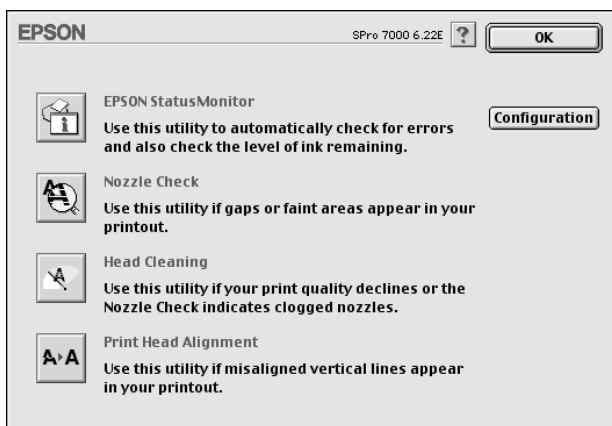 EPSON
SPro 7000 6.22E
?
OK
EPSON StatusMonitor
Configuration
Use this utility to automatically check for errors
and also check the level of ink remaining.
Nozzle Check
Use this utility if gaps or faint areas appear in your
printout.
Head Cleaning
Use this utility if your print quality declines or the
Nozzle Check indicates clogged nozzles.
Print Head Alignment
Use this utility if misaligned vertical lines appear
in your printout.